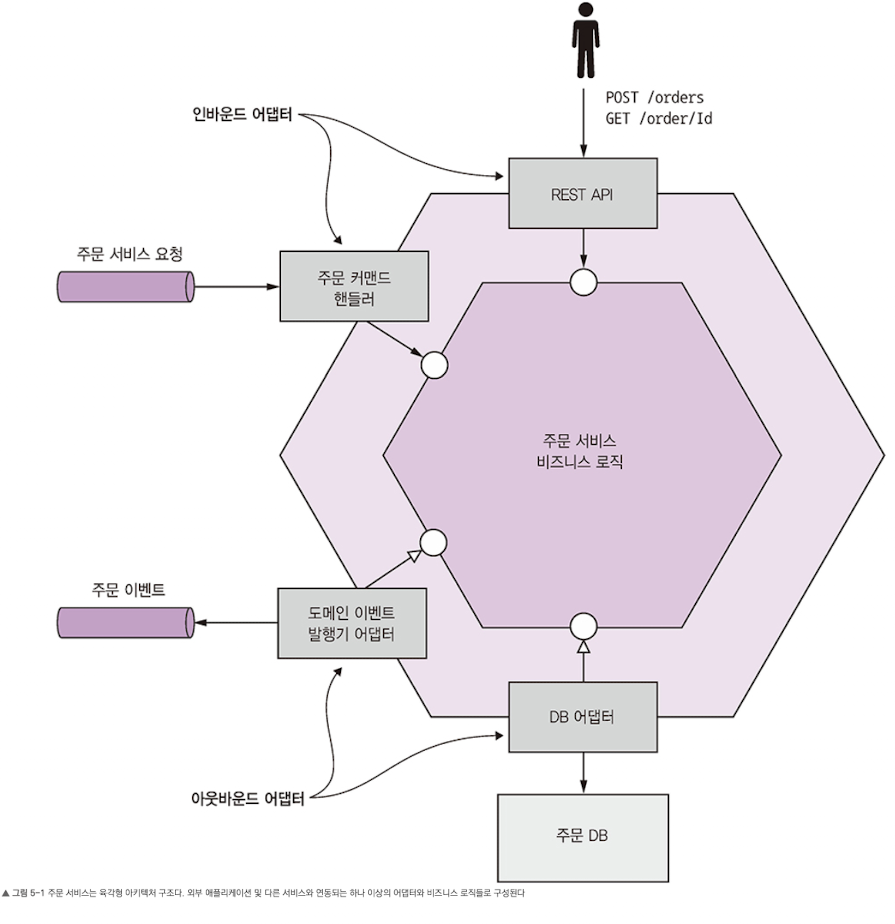 POST /orders
GET /order/Id
인바운드 어댑터
REST API
주문 서비스 요청
주문 커맨드
핸들러
주문 서비스
비즈니스 로직
주문 이벤트
도메인 이벤트
발행기 어댑터
DB 어댑터
아웃바운드 어댑터
주문 DB
▲ 그림 5-1 주문 서비스는 육각형 아키텍처 구조다. 외부 애플리케이션 및 다른 서비스와 연동되는 하나 이상의 어댑터와 비즈니스 로직들로 구성된다